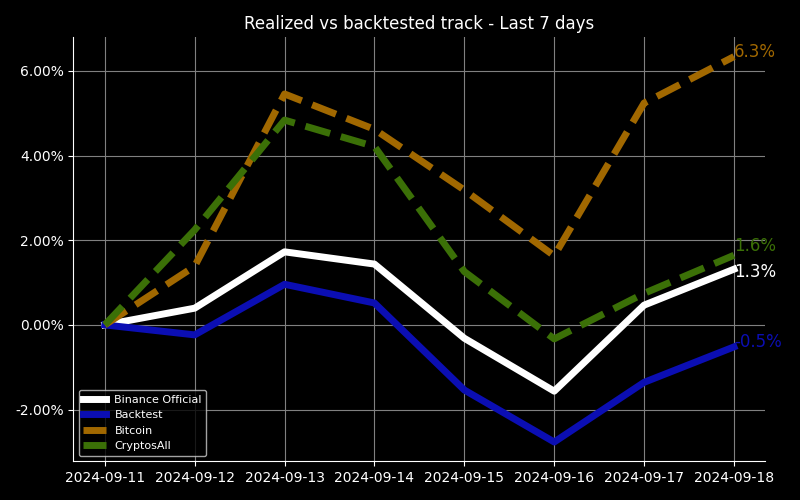 Realized vs backtested track - Last 7 days
6.00%
4.00%
2.00%
0.00%
-2.00%
6.3%
1.6%
1.3%
-0.5%
Binance Official
Backtest
Bitcoin
CryptosAll
2024-09-11 2024-09-12 2024-09-13 2024-09-14 2024-09-15 2024-09-16 2024-09-17 2024-09-18